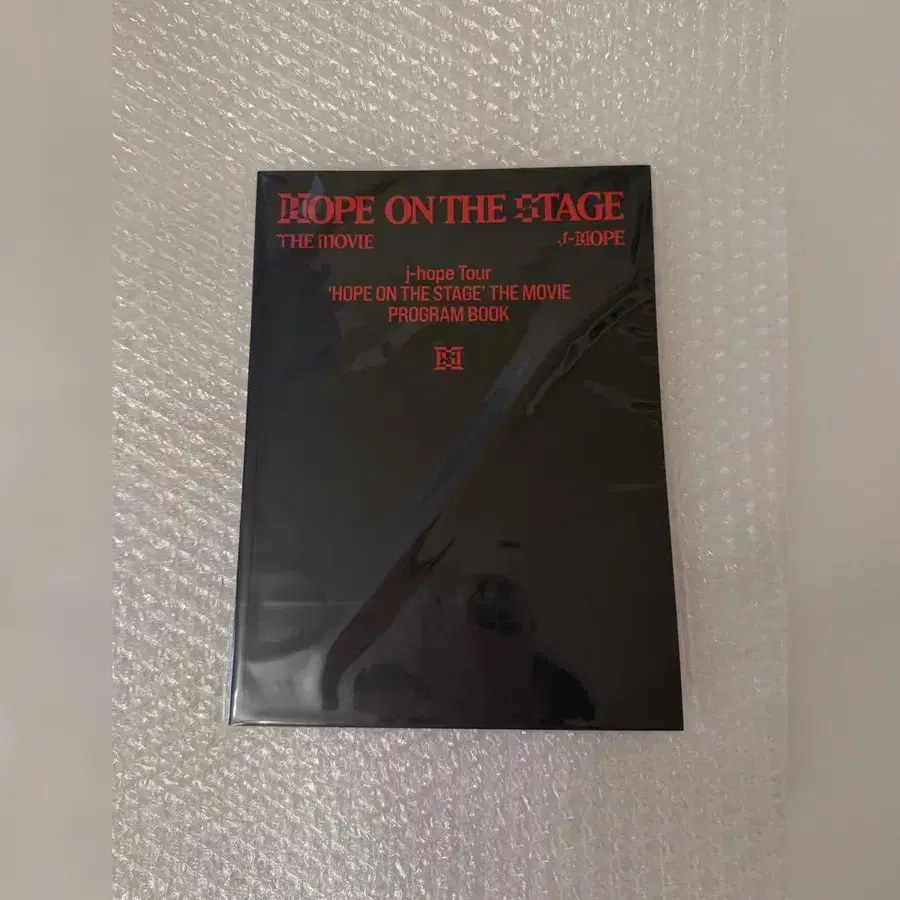 HOPE ON THE STAGE
THE MOVIE J-HOPE
j-hope Tour
'HOPE ON THE STAGE' THE MOVIE
PROGRAM BOOK